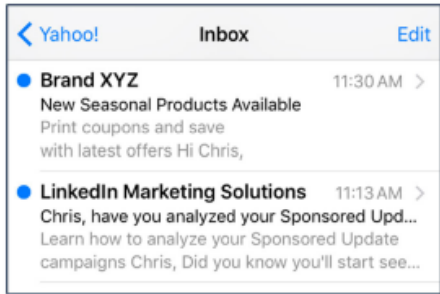 Yahoo! Inbox Edit
Brand XYZ 11:30 AM
New Seasonal Products Available
Print coupons and save
with latest offers Hi Chris,
LinkedIn Marketing Solutions 11:13 AM
Chris, have you analyzed your Sponsored Upd...
Learn how to analyze your Sponsored Update
campaigns Chris, Did you know you'll start see...